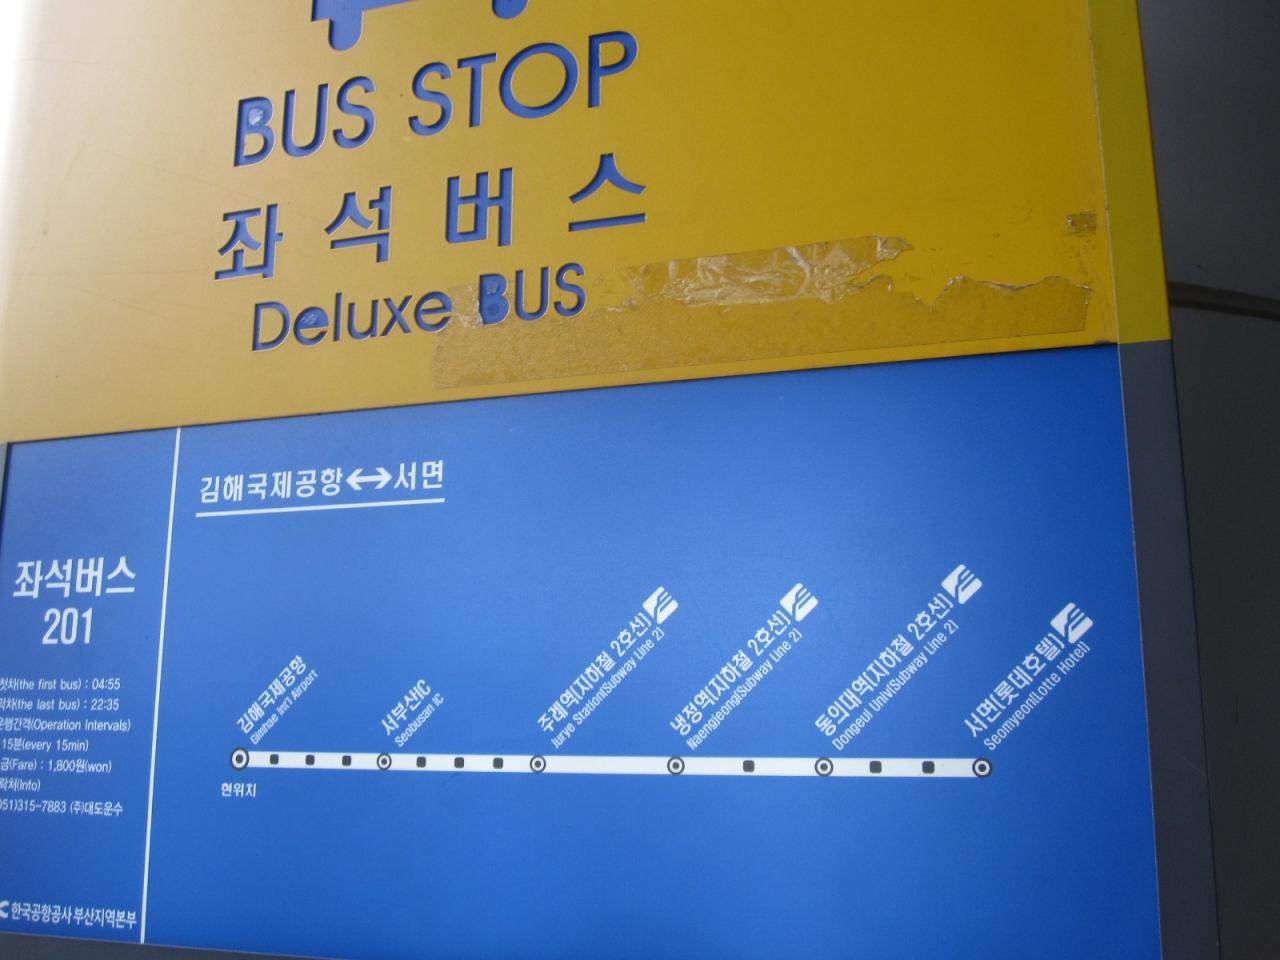 BUS STOP
좌석버스
Deluxe BUS
김해국제공항↔서면
좌석버스
201
첫차(the first bus) : 04:55
막차(the last bus) : 22:35
운행간격(Operation Intervals)
15분(every 15min)
금(Fare) : 1,800원(won)
락처(Info)
051)315-7883 (주)대도운수
한국공항공사 부산지역본부
김해국제공항
Gimhae Int'l Airport
서부산IC
Seobusan IC
주례역[지하철 2호선]
Jurye Station[Subway Line 2]
냉정역[지하철 2호선]
Naengjeong[Subway Line 2]
동의대역[지하철 2호선]
Dongeui Univ[Subway Line 2]
서면[롯데호텔]
Seomyeon[Lotte Hotel]
현위치